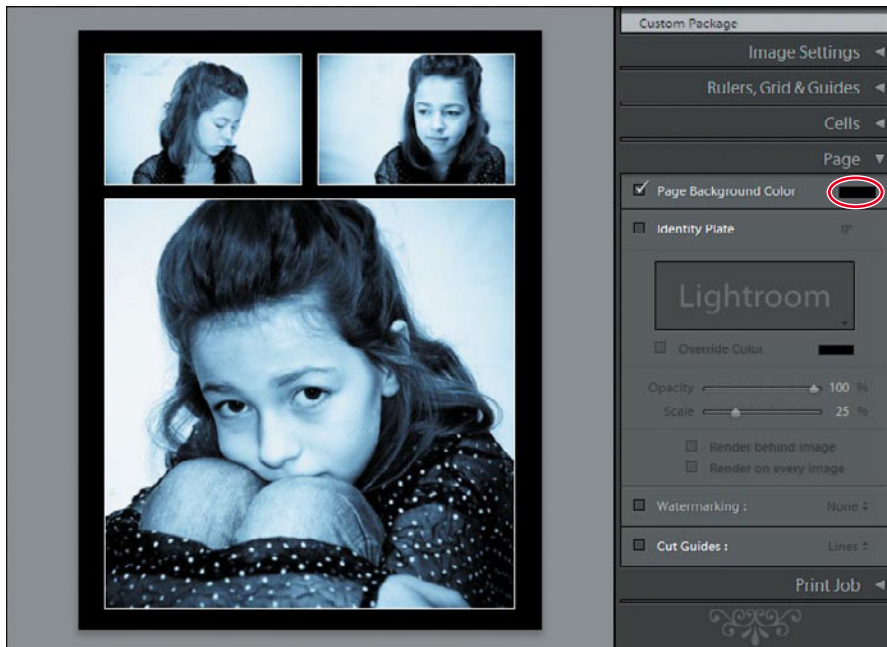 Custom Package
Image Settings
Rulers, Grid & Guides
Cells
Page
Page Background Color
Identity Plate 0°
Lightroom
Override Color
Opacity 100 %
Scale 25 %
Render behind image
Render on every image
Watermarking : None
Cut Guides : Lines
Print Job